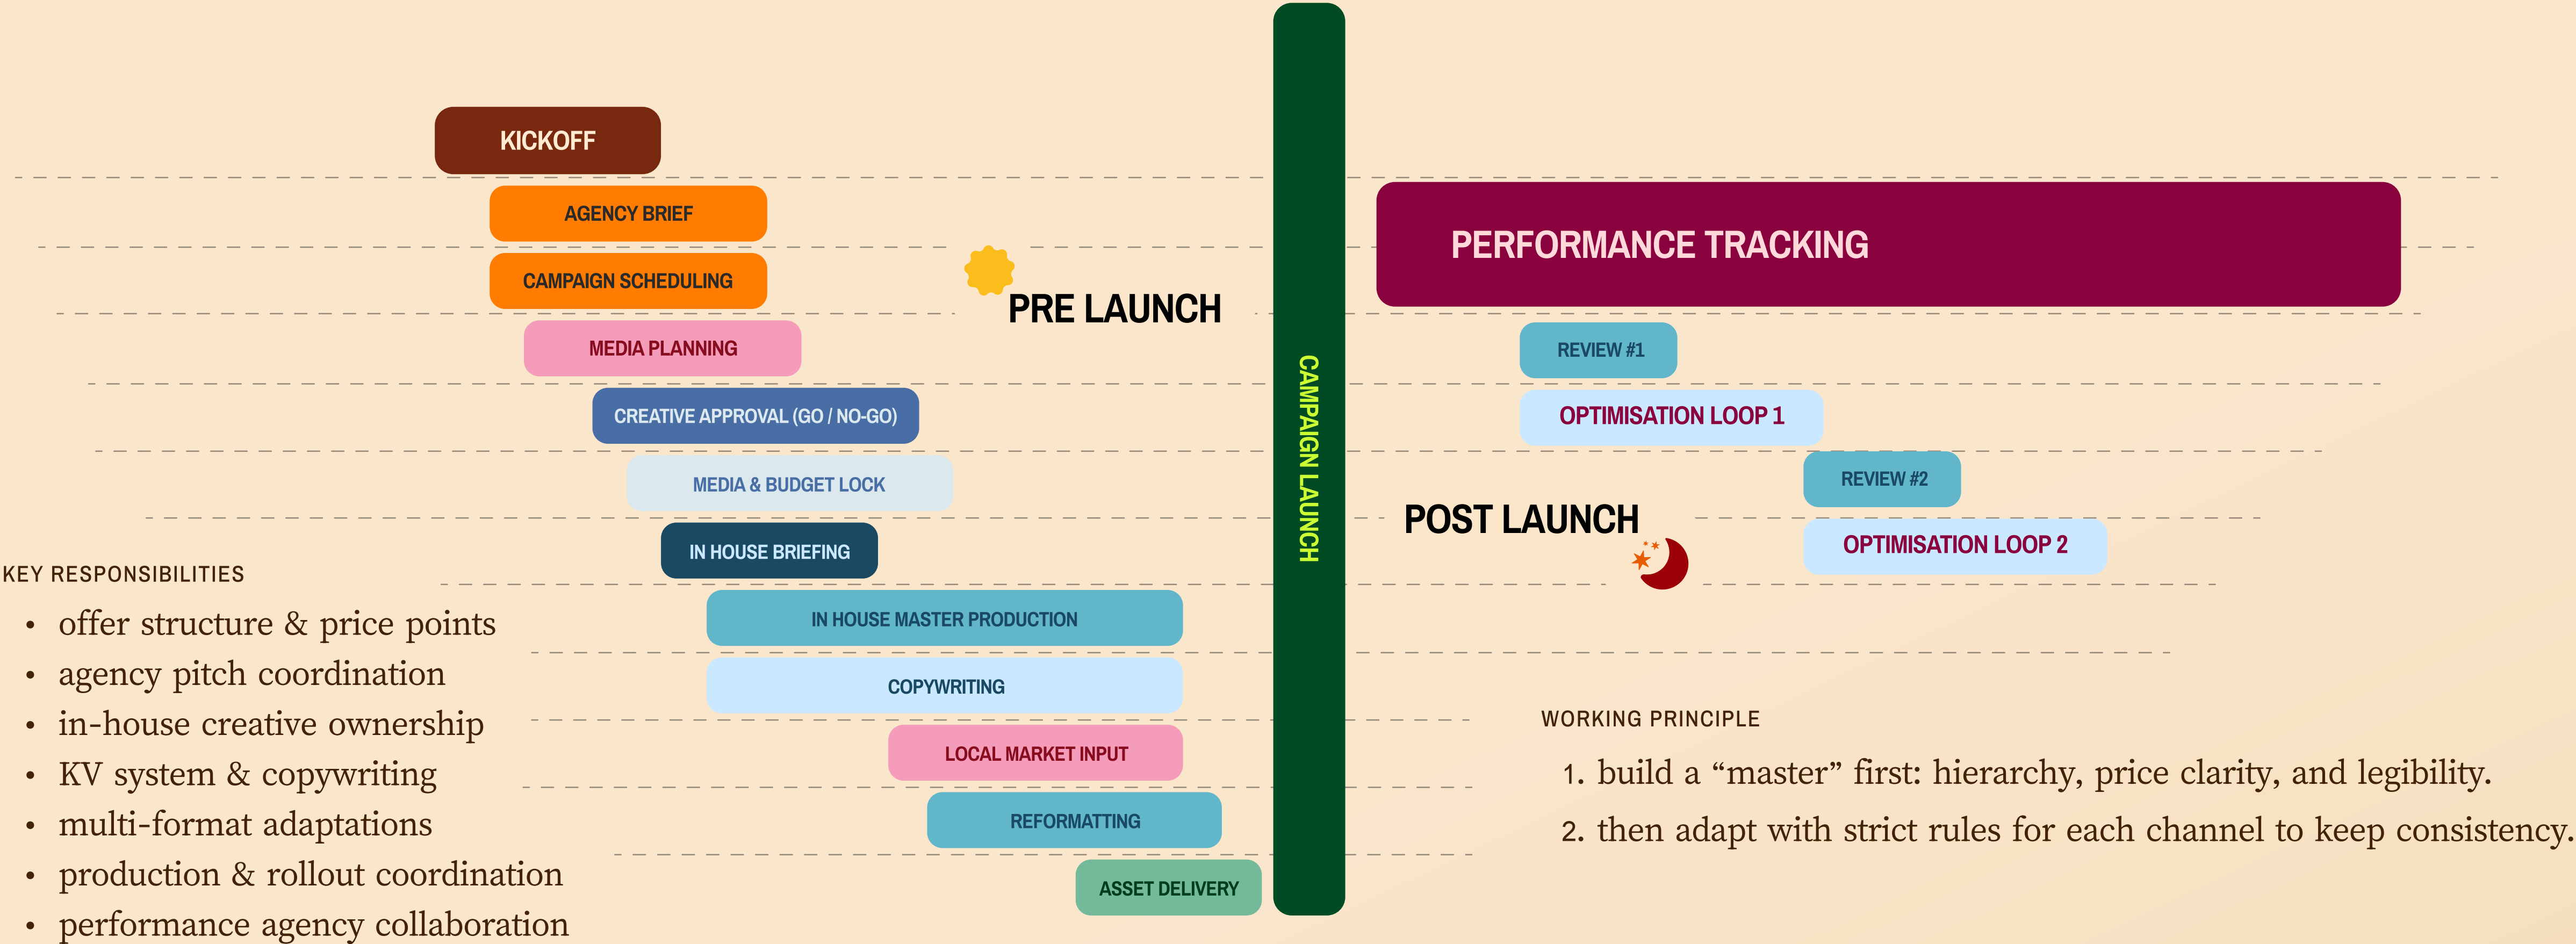 KICKOFF
AGENCY BRIEF
CAMPAIGN SCHEDULING
PRE LAUNCH
MEDIA PLANNING
CREATIVE APPROVAL (GO / NO-GO)
MEDIA & BUDGET LOCK
IN HOUSE BRIEFING
IN HOUSE MASTER PRODUCTION
COPYWRITING
LOCAL MARKET INPUT
REFORMATTING
ASSET DELIVERY
KEY RESPONSIBILITIES
• offer structure & price points
• agency pitch coordination
• in-house creative ownership
• KV system & copywriting
• multi-format adaptations
• production & rollout coordination
• performance agency collaboration
CAMPAIGN LAUNCH
PERFORMANCE TRACKING
REVIEW #1
OPTIMISATION LOOP 1
REVIEW #2
POST LAUNCH
OPTIMISATION LOOP 2
WORKING PRINCIPLE
1. build a “master” first: hierarchy, price clarity, and legibility.
2. then adapt with strict rules for each channel to keep consistency.